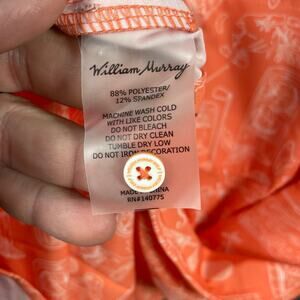 William Murray
88% POLYESTER/
12% SPANDEX
MACHINE WASH COLD
WITH LIKE COLORS
DO NOT BLEACH
DO NOT DRY CLEAN
TUMBLE DRY LOW
DO NOT IRON DECORATION
MADE IN CHINA
RN#140775